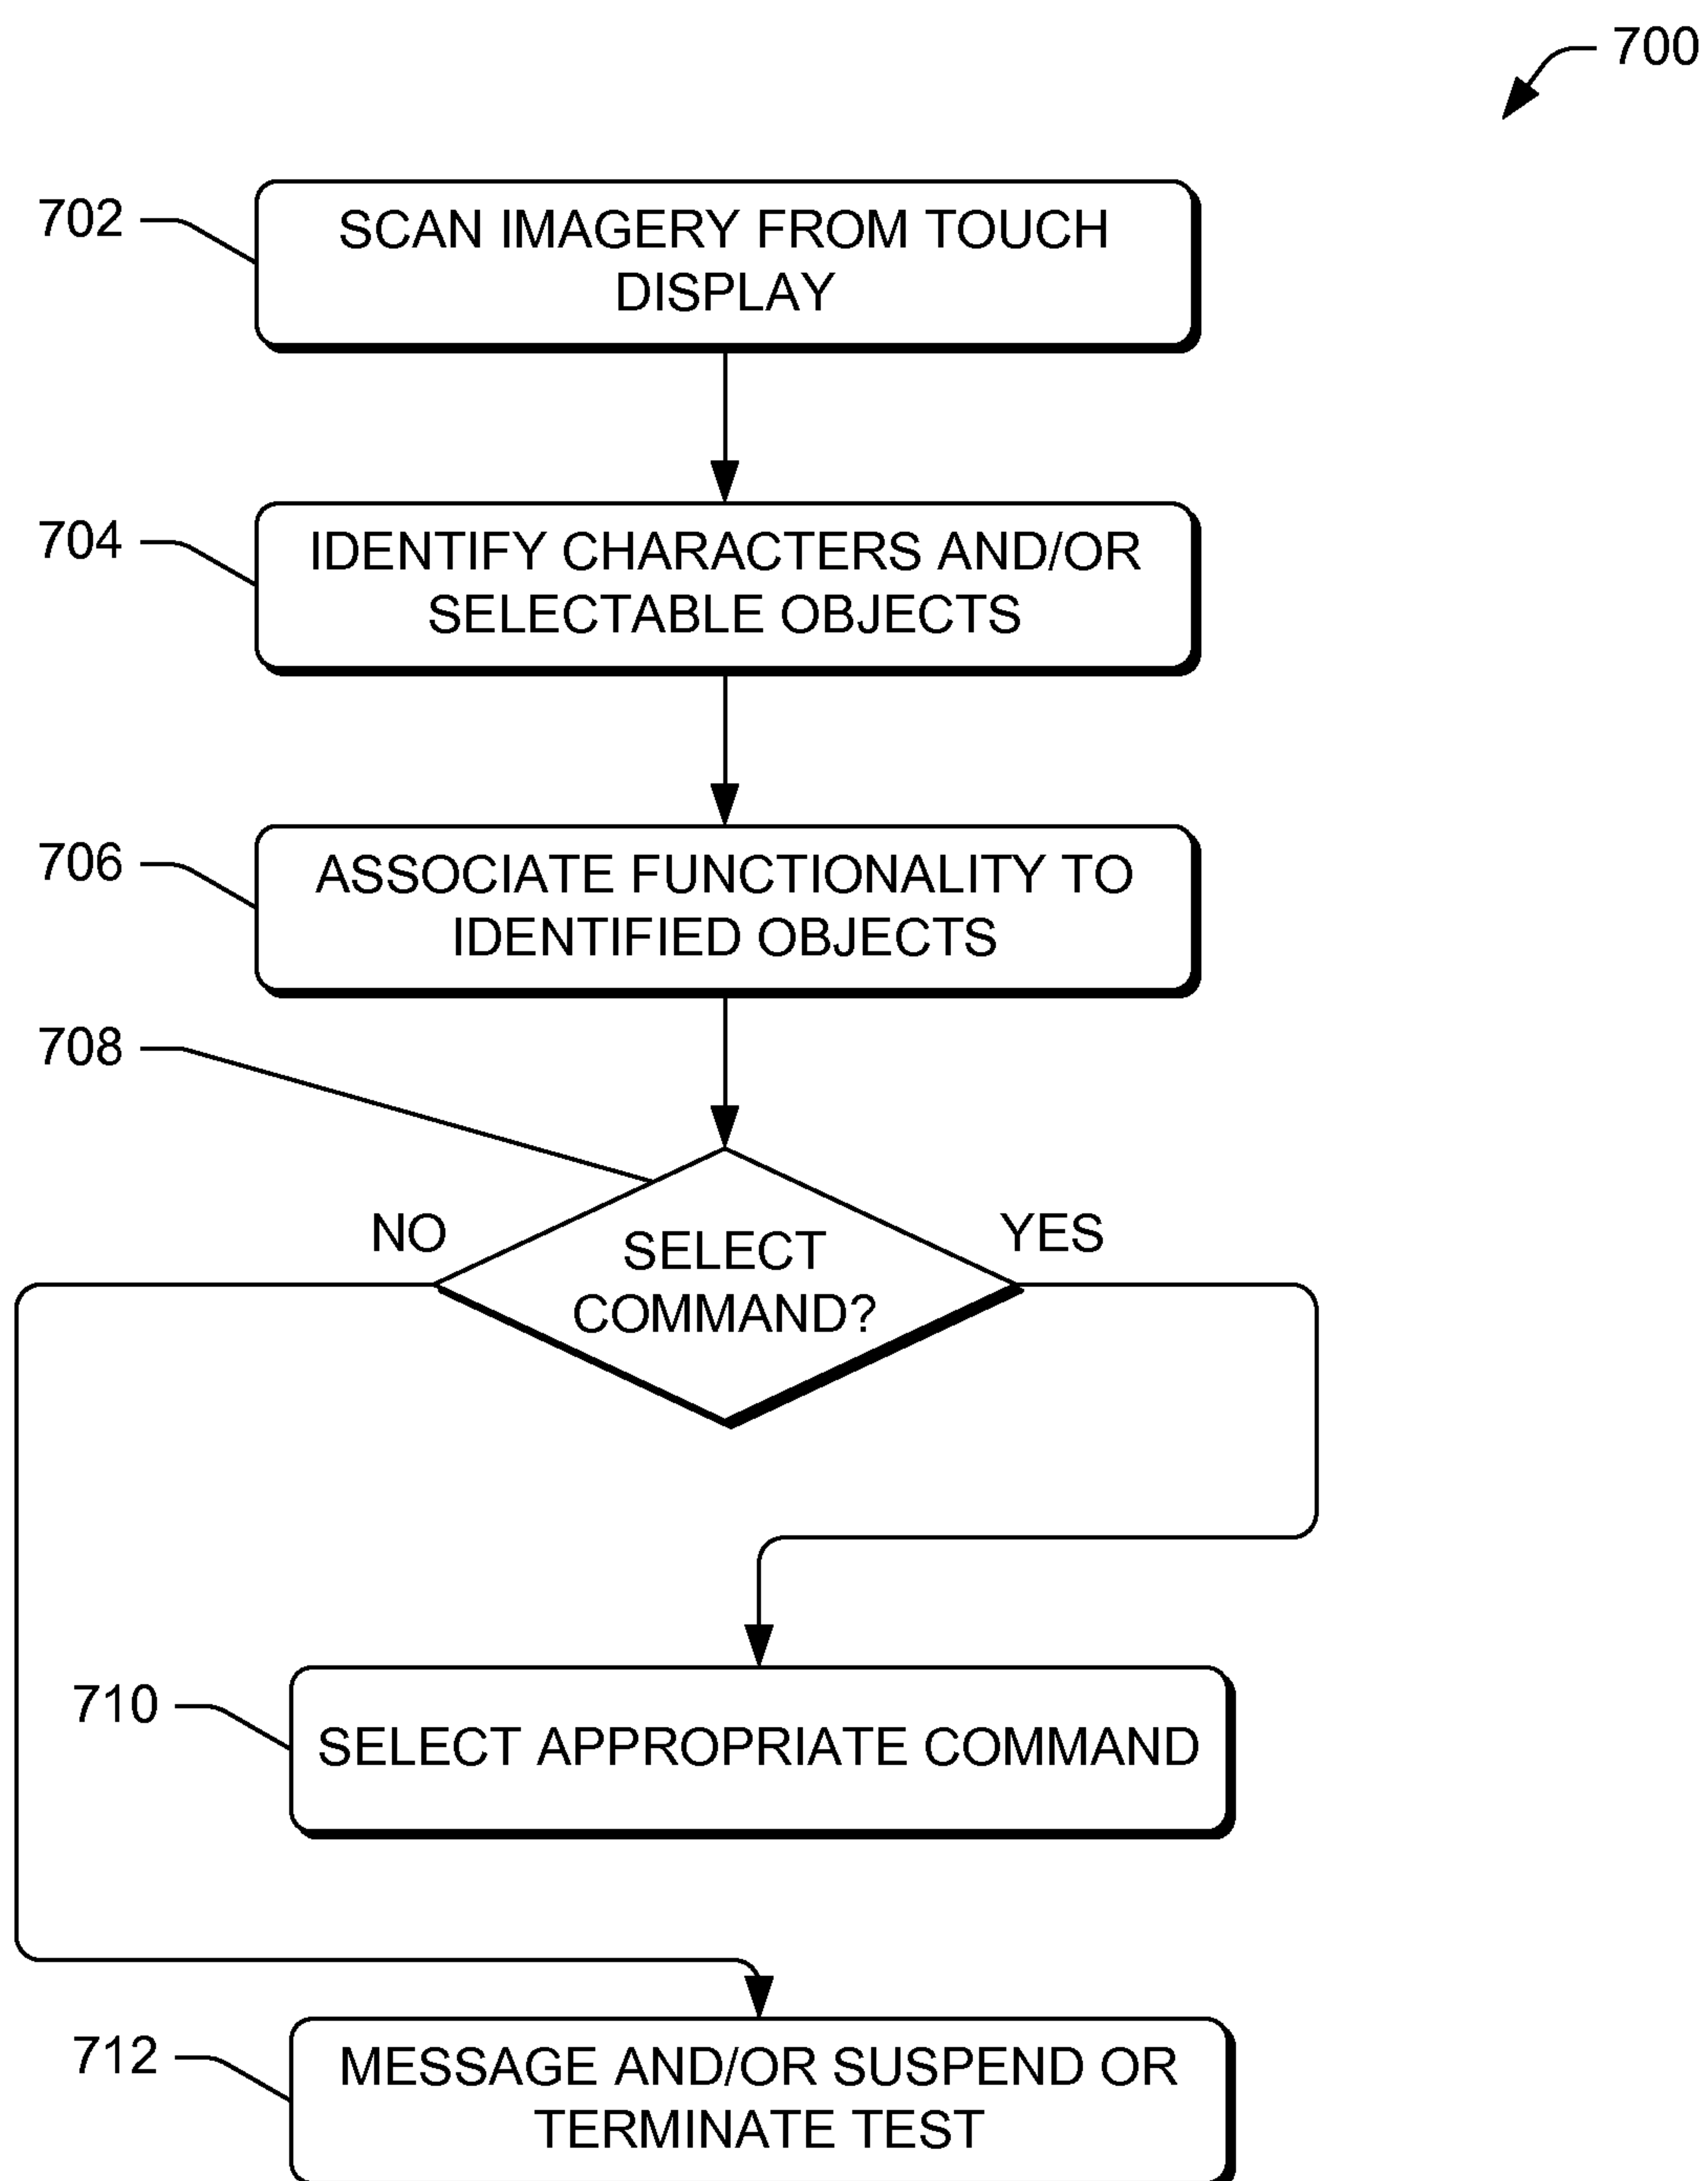 700
702
SCAN IMAGERY FROM TOUCH
DISPLAY
704
IDENTIFY CHARACTERS AND/OR
SELECTABLE OBJECTS
706
ASSOCIATE FUNCTIONALITY TO
IDENTIFIED OBJECTS
708
NO
YES
SELECT
COMMAND?
710
SELECT APPROPRIATE COMMAND
712
MESSAGE AND/OR SUSPEND OR
TERMINATE TEST